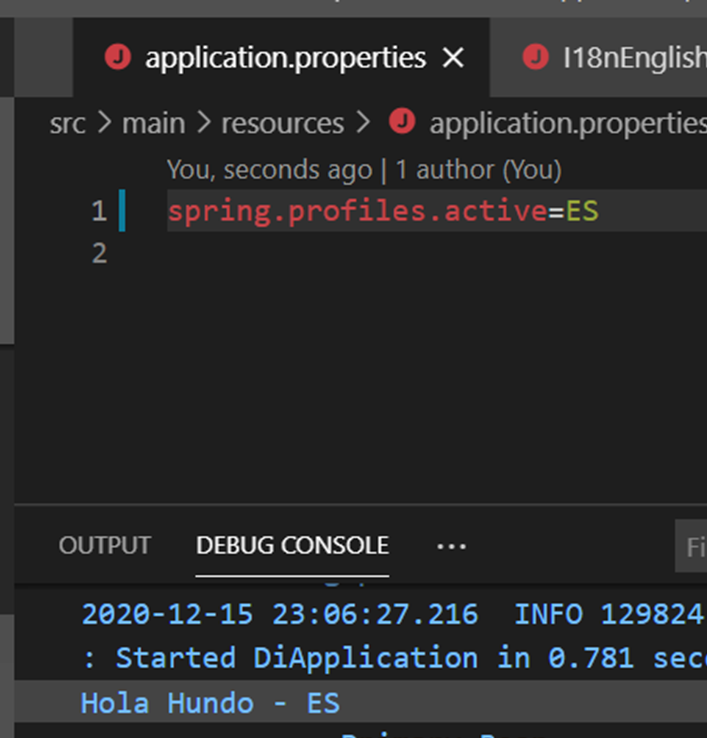 application.properties
I18nEnglish
src > main > resources > application.properties
You, seconds ago | 1 author (You)
1 spring.profiles.active=ES
2
OUTPUT DEBUG CONSOLE ... Fi
2020-12-15 23:06:27.216 INFO 129824
: Started DiApplication in 0.781 sec
Hola Hundo - ES